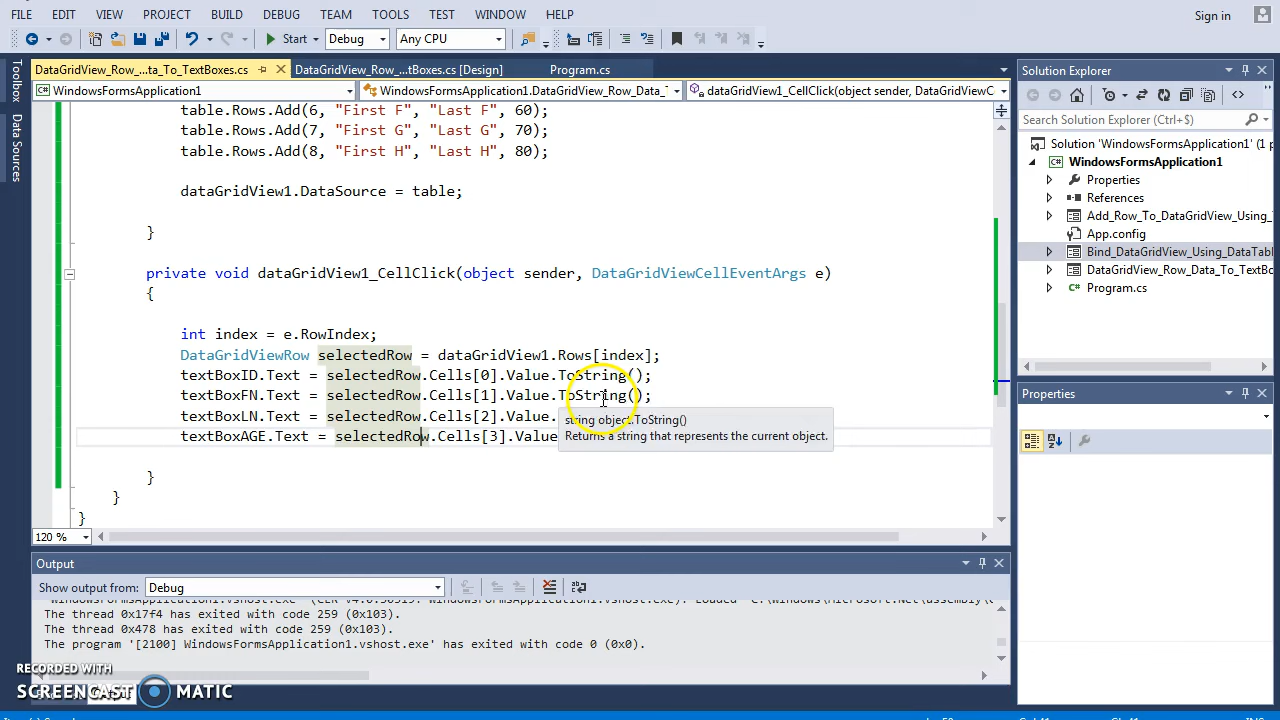 FILE EDIT VIEW PROJECT BUILD DEBUG TEAM TOOLS TEST WINDOW HELP Sign in
Start Debug Any CPU
DataGridView_Row_...ta_To_TextBoxes.cs DataGridView_Row_...tBoxes.cs [Design] Program.cs
WindowsFormsApplication1 WindowsFormsApplication1.DataGridView_Row_Data_T dataGridView1_CellClick(object sender, DataGridViewC
Toolbox
Data Sources
table.Rows.Add(6, "First F", "Last F", 60);
table.Rows.Add(7, "First G", "Last G", 70);
table.Rows.Add(8, "First H", "Last H", 80);
dataGridView1.DataSource = table;
}
private void dataGridView1_CellClick(object sender, DataGridViewCellEventArgs e)
{
int index = e.RowIndex;
DataGridViewRow selectedRow = dataGridView1.Rows[index];
textBoxID.Text = selectedRow.Cells[0].Value.ToString();
textBoxFN.Text = selectedRow.Cells[1].Value.ToString();
textBoxLN.Text = selectedRow.Cells[2].Value.
textBoxAGE.Text = selectedRow.Cells[3].Value
string object.ToString()
Returns a string that represents the current object.
}
}
}
120 %
Output
Show output from: Debug
The thread 0x17f4 has exited with code 259 (0x103).
The thread 0x478 has exited with code 259 (0x103).
The program '[2100] WindowsFormsApplication1.vshost.exe' has exited with code 0 (0x0).
Solution Explorer
Search Solution Explorer (Ctrl+$)
Solution 'WindowsFormsApplication1' (1 p
WindowsFormsApplication1
Properties
References
Add_Row_To_DataGridView_Using_
App.config
Bind_DataGridView_Using_DataTabl
DataGridView_Row_Data_To_TextBo
Program.cs
Properties
RECORDED WITH
SCREENCAST MATIC